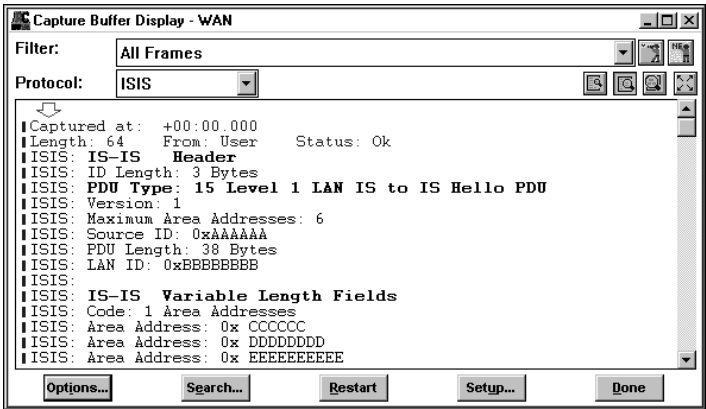 Capture Buffer Display - WAN
Filter: All Frames
Protocol: ISIS
Captured at: +00:00.000
Length: 64 From: User Status: Ok
ISIS: IS-IS Header
ISIS: ID Length: 3 Bytes
ISIS: PDU Type: 15 Level 1 LAN IS to IS Hello PDU
ISIS: Version: 1
ISIS: Maximum Area Addresses: 6
ISIS: Source ID: 0xAAAAAA
ISIS: PDU Length: 38 Bytes
ISIS: LAN ID: 0xBBBBBBBB
ISIS:
ISIS: IS-IS Variable Length Fields
ISIS: Code: 1 Area Addresses
ISIS: Area Address: 0x CCCCCC
ISIS: Area Address: 0x DDDDDDDD
ISIS: Area Address: 0x EEEEEEEEEE
Options... Search... Restart Setup... Done